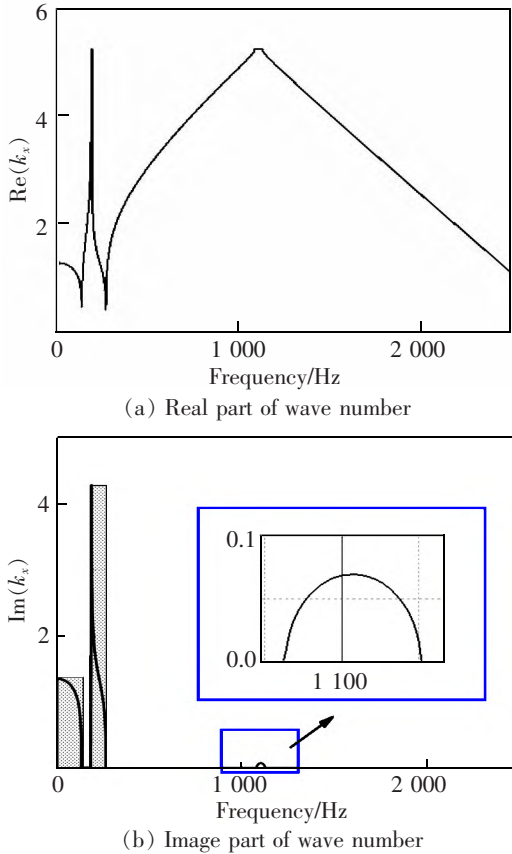 6
4
2
Re(kₓ)
0
1 000
2 000
Frequency/Hz
(a) Real part of wave number
4
2
Im(kₓ)
0.1
0.0
1 100
0
1 000
2 000
Frequency/Hz
(b) Image part of wave number